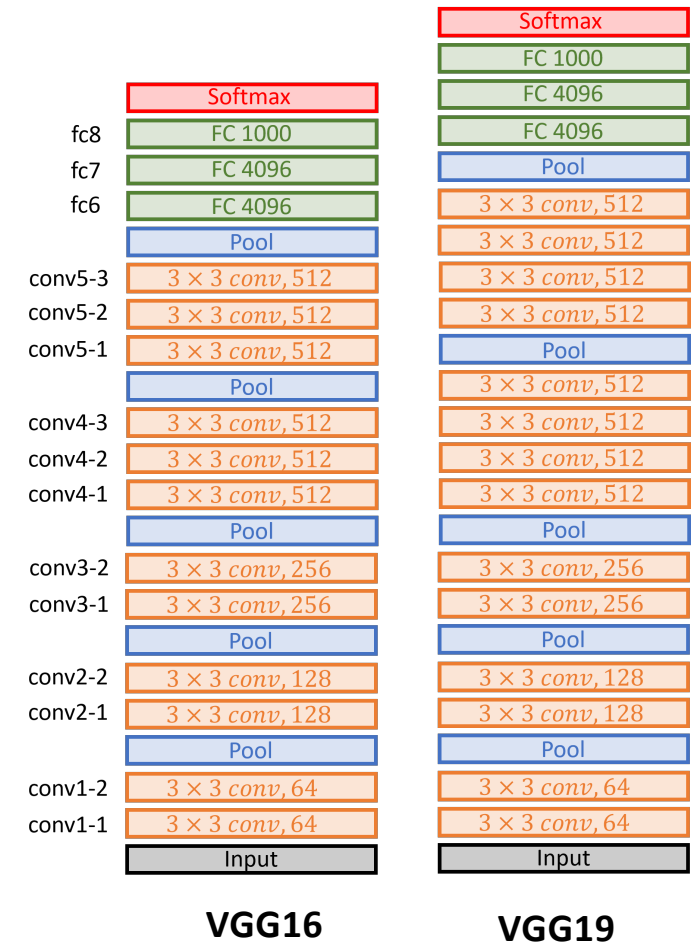 Softmax
FC 1000
FC 4096
FC 4096
Pool
3 × 3 conv, 512
3 × 3 conv, 512
3 × 3 conv, 512
3 × 3 conv, 512
Pool
3 × 3 conv, 512
3 × 3 conv, 512
3 × 3 conv, 512
3 × 3 conv, 512
Pool
3 × 3 conv, 256
3 × 3 conv, 256
Pool
3 × 3 conv, 128
3 × 3 conv, 128
Pool
3 × 3 conv, 64
3 × 3 conv, 64
Input
VGG19
Softmax
fc8 FC 1000
fc7 FC 4096
fc6 FC 4096
Pool
conv5-3 3 × 3 conv, 512
conv5-2 3 × 3 conv, 512
conv5-1 3 × 3 conv, 512
Pool
conv4-3 3 × 3 conv, 512
conv4-2 3 × 3 conv, 512
conv4-1 3 × 3 conv, 512
Pool
conv3-2 3 × 3 conv, 256
conv3-1 3 × 3 conv, 256
Pool
conv2-2 3 × 3 conv, 128
conv2-1 3 × 3 conv, 128
Pool
conv1-2 3 × 3 conv, 64
conv1-1 3 × 3 conv, 64
Input
VGG16